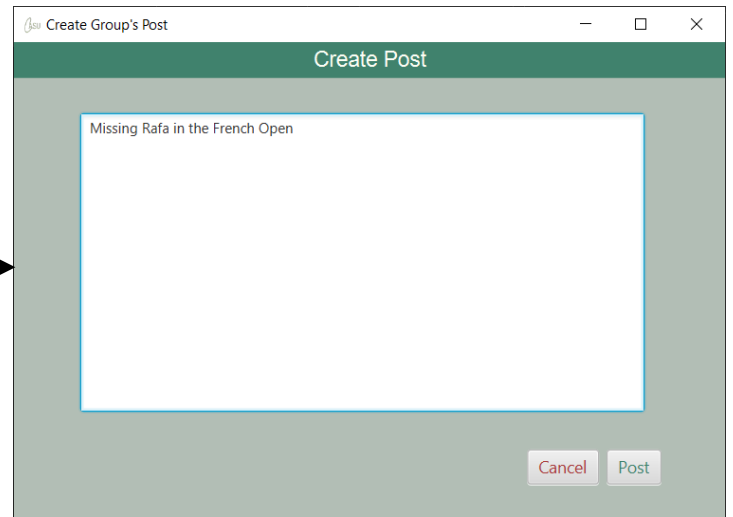 Create Group's Post
Create Post
Missing Rafa in the French Open
Cancel Post